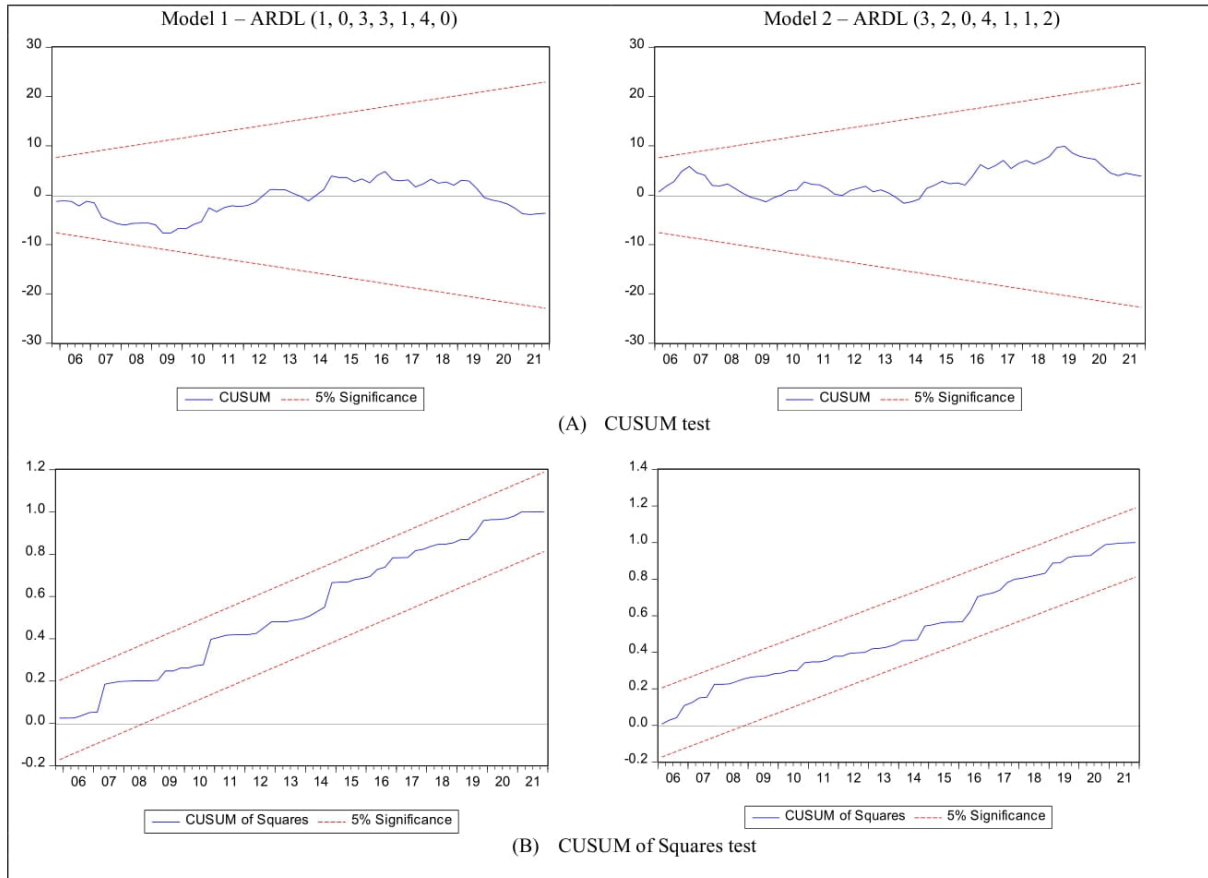 Model 1 – ARDL (1, 0, 3, 3, 1, 4, 0)
Model 2 – ARDL (3, 2, 0, 4, 1, 1, 2)
30
20
10
0
-10
-20
-30
06 07 08 09 10 11 12 13 14 15 16 17 18 19 20 21
CUSUM 5% Significance
30
20
10
0
-10
-20
-30
06 07 08 09 10 11 12 13 14 15 16 17 18 19 20 21
CUSUM 5% Significance
(A) CUSUM test
1.2
1.0
0.8
0.6
0.4
0.2
0.0
-0.2
06 07 08 09 10 11 12 13 14 15 16 17 18 19 20 21
CUSUM of Squares 5% Significance
1.4
1.2
1.0
0.8
0.6
0.4
0.2
0.0
-0.2
06 07 08 09 10 11 12 13 14 15 16 17 18 19 20 21
CUSUM of Squares 5% Significance
(B) CUSUM of Squares test